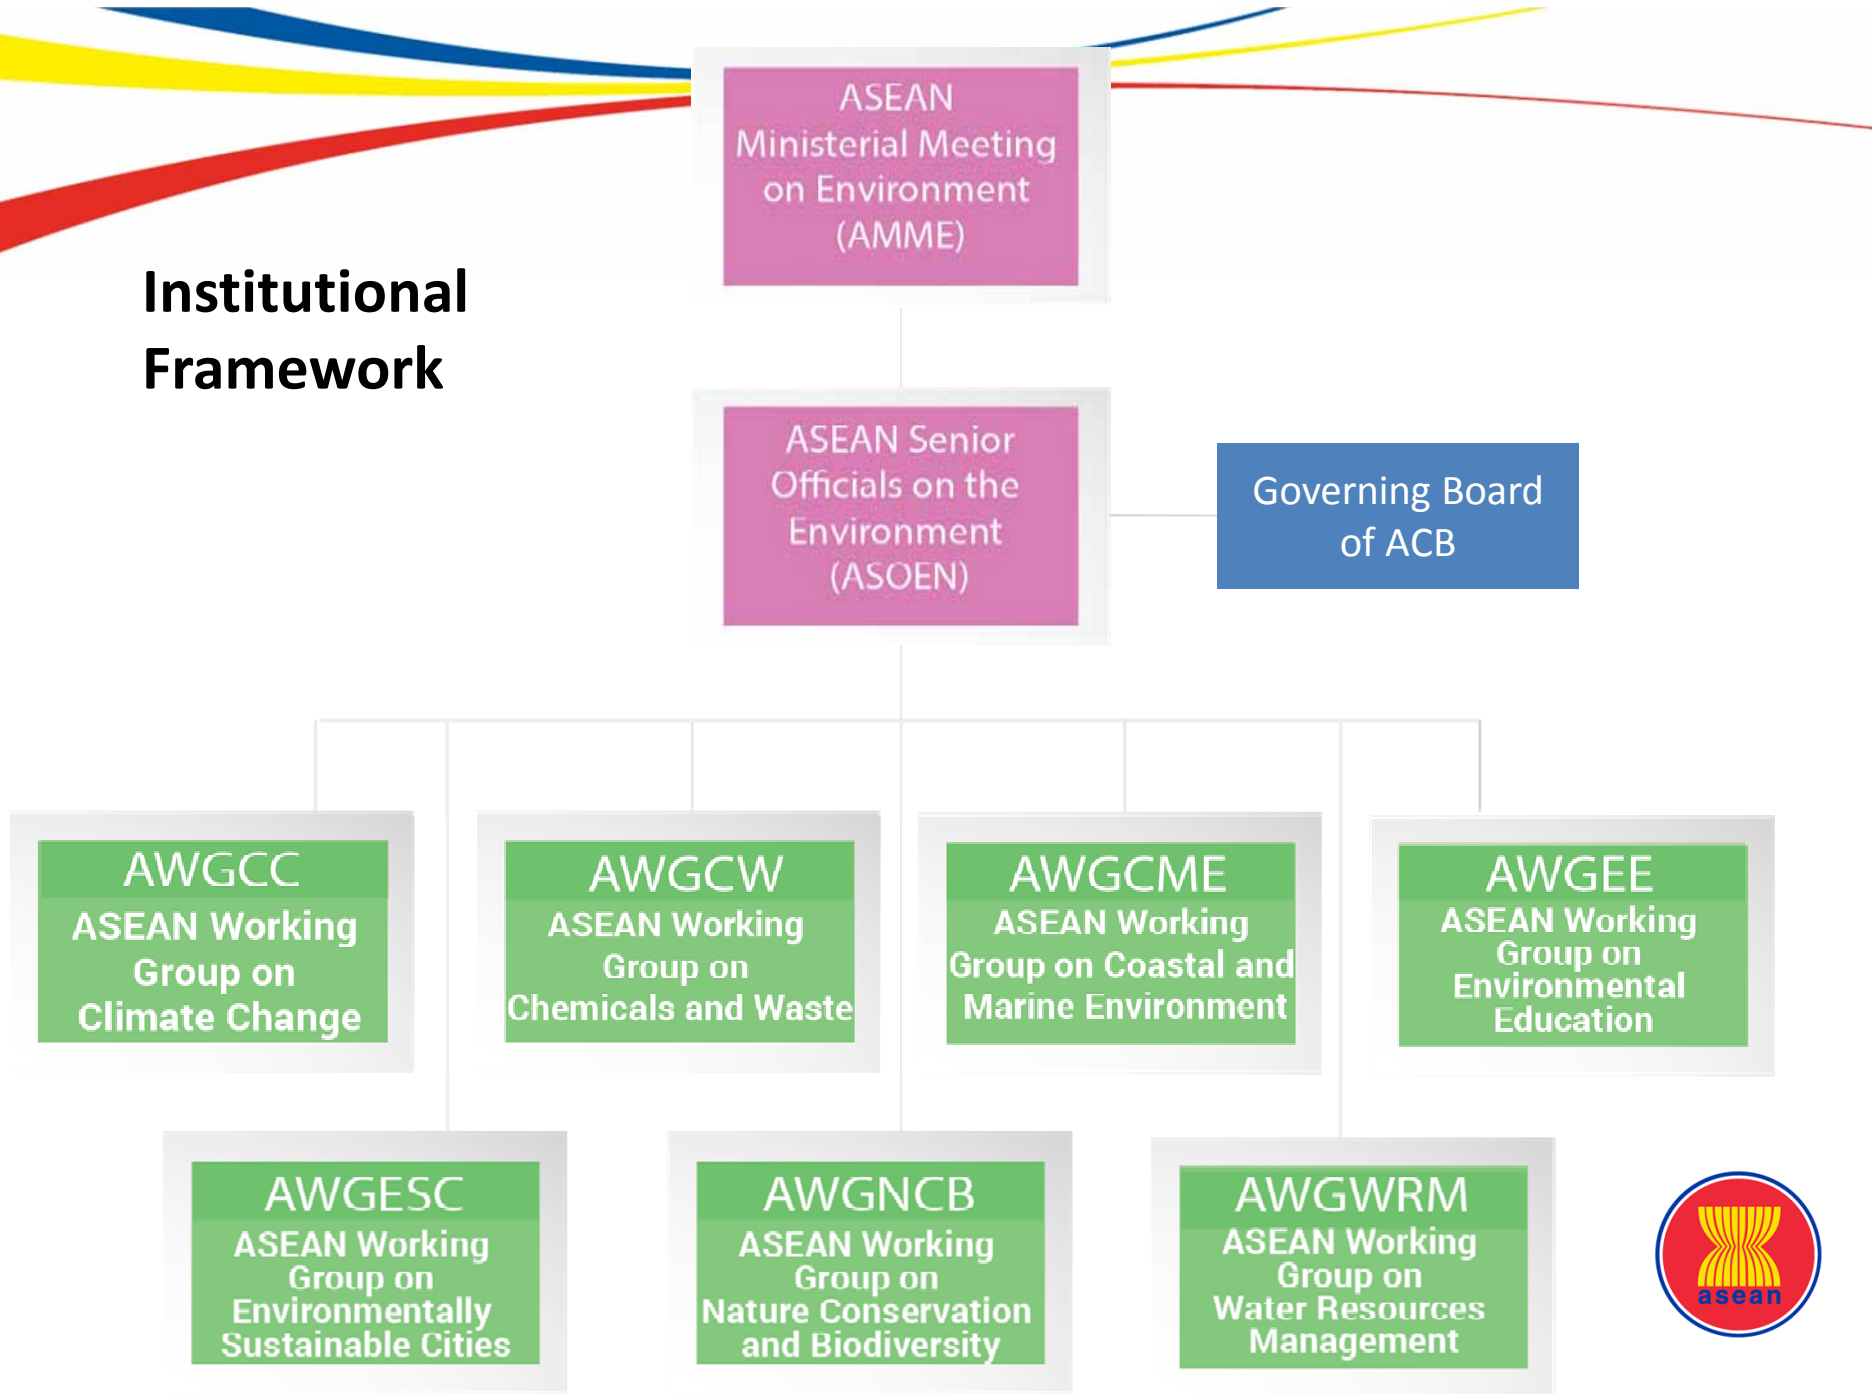 ASEAN
Ministerial Meeting
on Environment
(AMME)
Institutional
Framework
ASEAN Senior
Officials on the
Environment
(ASOEN)
Governing Board
of ACB
AWGCC
ASEAN Working
Group on
Climate Change
AWGCW
ASEAN Working
Group on
Chemicals and Waste
AWGCME
ASEAN Working
Group on Coastal and
Marine Environment
AWGEE
ASEAN Working
Group on
Environmental
Education
AWGESC
ASEAN Working
Group on
Environmentally
Sustainable Cities
AWGNCB
ASEAN Working
Group on
Nature Conservation
and Biodiversity
AWGWRM
ASEAN Working
Group on
Water Resources
Management
asean